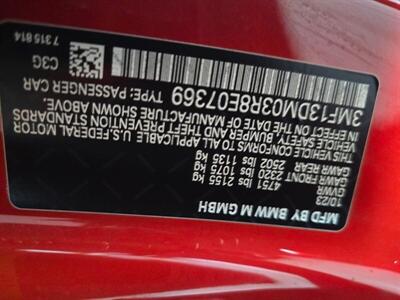 MFD BY BMW M GMBH
10/23
GVWR 4751 lbs 2155 kg
GAWR FRONT 2320 lbs 1075 kg
GAWR REAR 2502 lbs 1135 kg
THIS VEHICLE CONFORMS TO ALL APPLICABLE U.S. FEDERAL MOTOR
VEHICLE SAFETY BUMPER AND THEFT PREVENTION STANDARDS
IN EFFECT ON THE DATE OF MANUFACTURE SHOWN ABOVE.
3MF13DM03R8E07369 TYPE: PASSENGER CAR
C3G
7315814